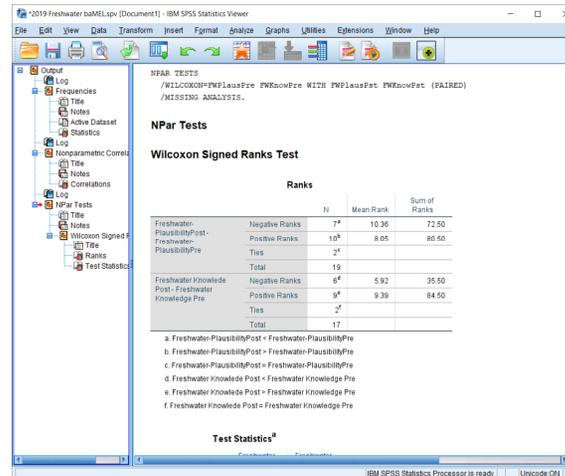 *2019 Freshwater baMEL.spv [Document1] - IBM SPSS Statistics Viewer
File Edit View Data Transform Insert Format Analyze Graphs Utilities Extensions Window Help
Output
Log
Frequencies
Title
Notes
Active Dataset
Statistics
Log
Nonparametric Correla
Title
Notes
Correlations
Log
NPar Tests
Title
Notes
Wilcoxon Signed R
Title
Ranks
Test Statistics
NPAR TESTS
/WILCOXON=FWPlausPre FWKnowPre WITH FWPlausPst FWKnowPst (PAIRED)
/MISSING ANALYSIS.
NPar Tests
Wilcoxon Signed Ranks Test
Ranks
N Mean Rank Sum of Ranks
Freshwater-PlausibilityPost - Freshwater-PlausibilityPre Negative Ranks 7a 10.36 72.50
Positive Ranks 10b 8.05 80.50
Ties 2c
Total 19
Freshwater Knowlede Post - Freshwater Knowledge Pre Negative Ranks 6d 5.92 35.50
Positive Ranks 9e 9.39 84.50
Ties 2f
Total 17
a. Freshwater-PlausibilityPost < Freshwater-PlausibilityPre
b. Freshwater-PlausibilityPost > Freshwater-PlausibilityPre
c. Freshwater-PlausibilityPost = Freshwater-PlausibilityPre
d. Freshwater Knowlede Post < Freshwater Knowledge Pre
e. Freshwater Knowlede Post > Freshwater Knowledge Pre
f. Freshwater Knowlede Post = Freshwater Knowledge Pre
Test Statisticsa
IBM SPSS Statistics Processor is ready Unicode:ON